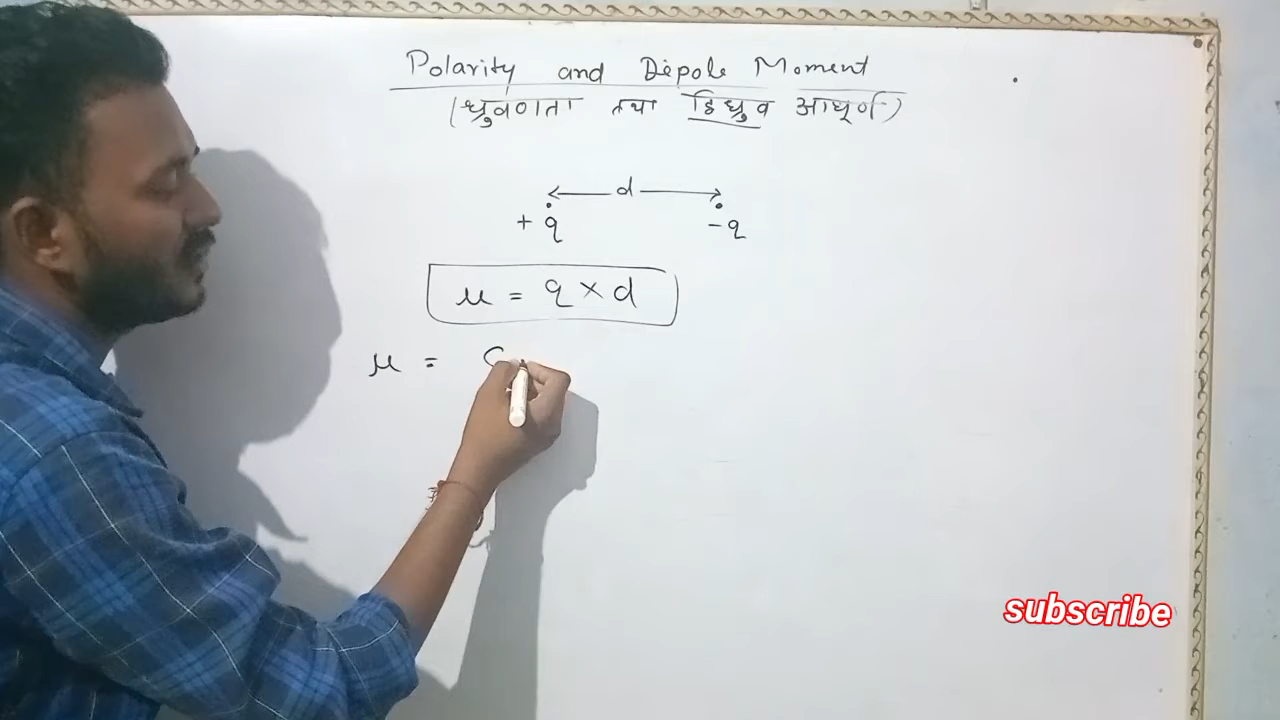 Polarity and Dipole Moment
(ध्रुवणता तथा द्विध्रुव आघूर्ण)
d
+q -q
μ = q × d
μ = C
subscribe